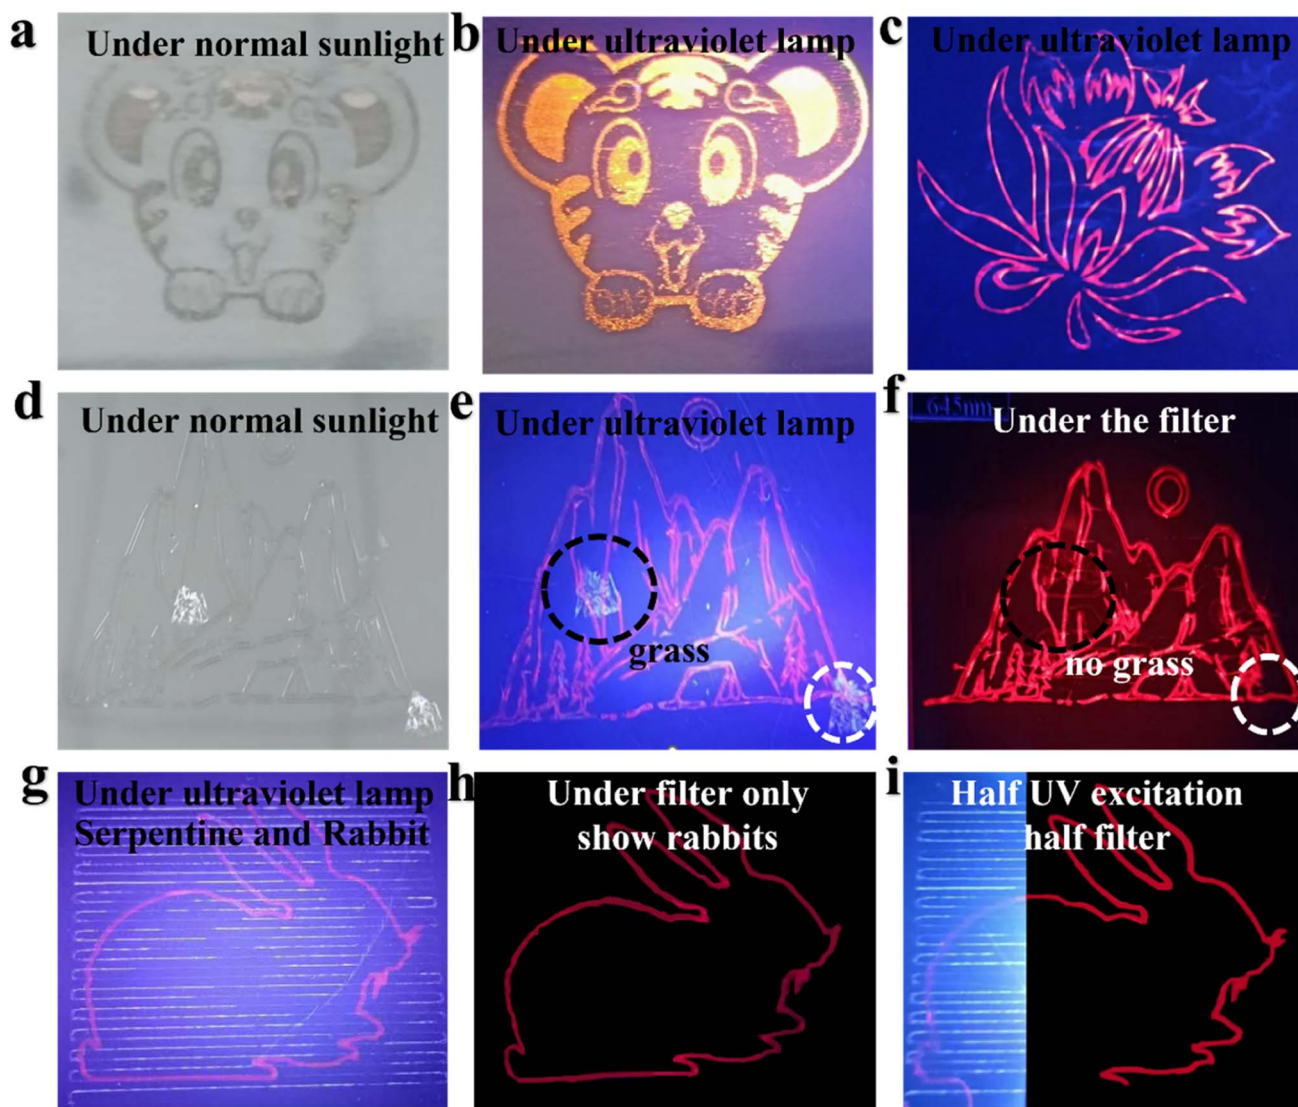 a
Under normal sunlight
b
Under ultraviolet lamp
c
Under ultraviolet lamp
d
Under normal sunlight
e
Under ultraviolet lamp
grass
f
645nm
Under the filter
no grass
g
Under ultraviolet lamp
Serpentine and Rabbit
h
Under filter only
show rabbits
i
Half UV excitation
half filter